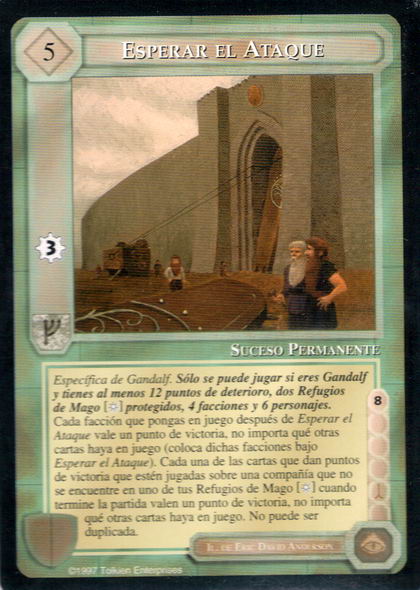 5
ESPERAR EL ATAQUE
3
SUCESO PERMANENTE
Específica de Gandalf. Sólo se puede jugar si eres Gandalf
y tienes al menos 12 puntos de deterioro, dos Refugios
de Mago [☼] protegidos, 4 facciones y 6 personajes.
Cada facción que pongas en juego después de Esperar el
Ataque vale un punto de victoria, no importa qué otras
cartas haya en juego (coloca dichas facciones bajo
Esperar el Ataque). Cada una de las cartas que dan puntos
de victoria que estén jugadas sobre una compañía que no
se encuentre en uno de tus Refugios de Mago [☼] cuando
termine la partida valen un punto de victoria, no importa
qué otras cartas haya en juego. No puede ser
duplicada.
8
IL. DE ERIC DAVID ANDERSON
©1997 Tolkien Enterprises